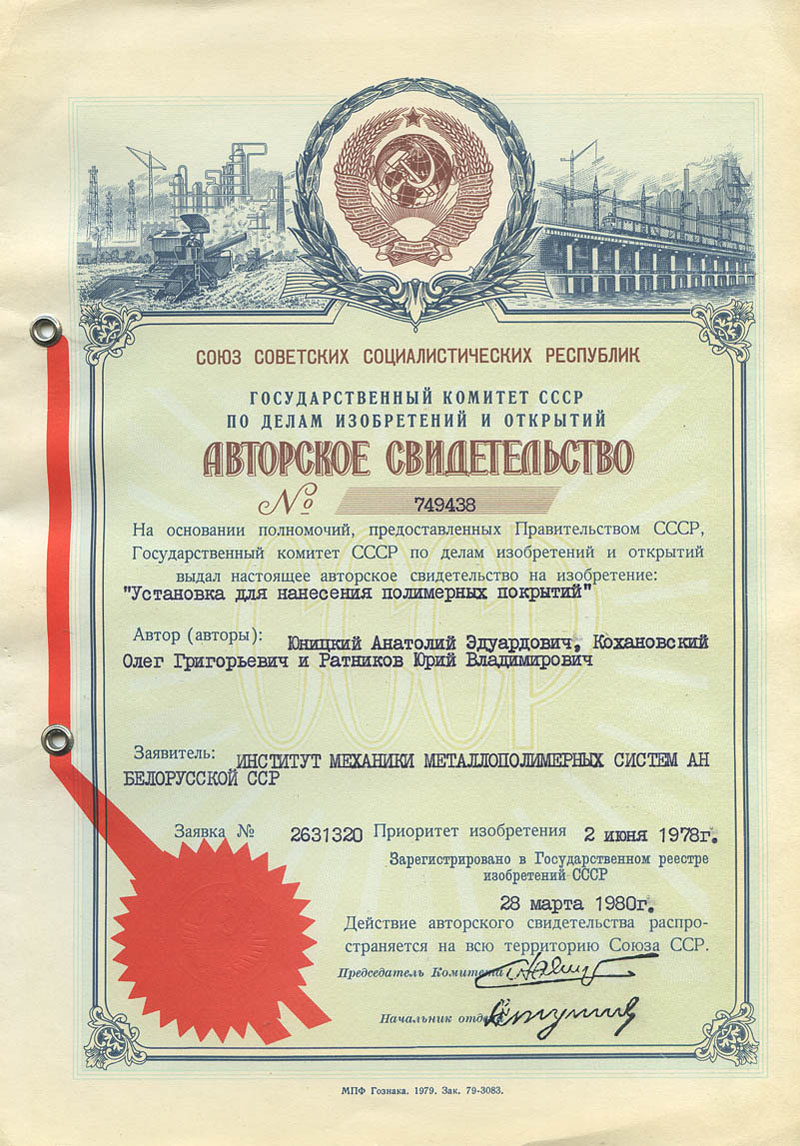 СОЮЗ СОВЕТСКИХ СОЦИАЛИСТИЧЕСКИХ РЕСПУБЛИК
ГОСУДАРСТВЕННЫЙ КОМИТЕТ СССР
ПО ДЕЛАМ ИЗОБРЕТЕНИЙ И ОТКРЫТИЙ
АВТОРСКОЕ СВИДЕТЕЛЬСТВО
№ 749438
На основании полномочий, предоставленных Правительством СССР,
Государственный комитет СССР по делам изобретений и открытий
выдал настоящее авторское свидетельство на изобретение:
"Установка для нанесения полимерных покрытий"
Автор (авторы): Юницкий Анатолий Эдуардович, Кохановский
Олег Григорьевич и Ратников Юрий Владимирович
СССР
Заявитель: ИНСТИТУТ МЕХАНИКИ МЕТАЛЛОПОЛИМЕРНЫХ СИСТЕМ АН
БЕЛОРУССКОЙ ССР
Заявка № 2631320 Приоритет изобретения 2 июня 1978г.
Зарегистрировано в Государственном реестре
изобретений СССР
28 марта 1980г.
Действие авторского свидетельства распро-
страняется на всю территорию Союза ССР.
Председатель Комитета
Начальник отдела
МПФ Гознака. 1979. Зак. 79-3083.